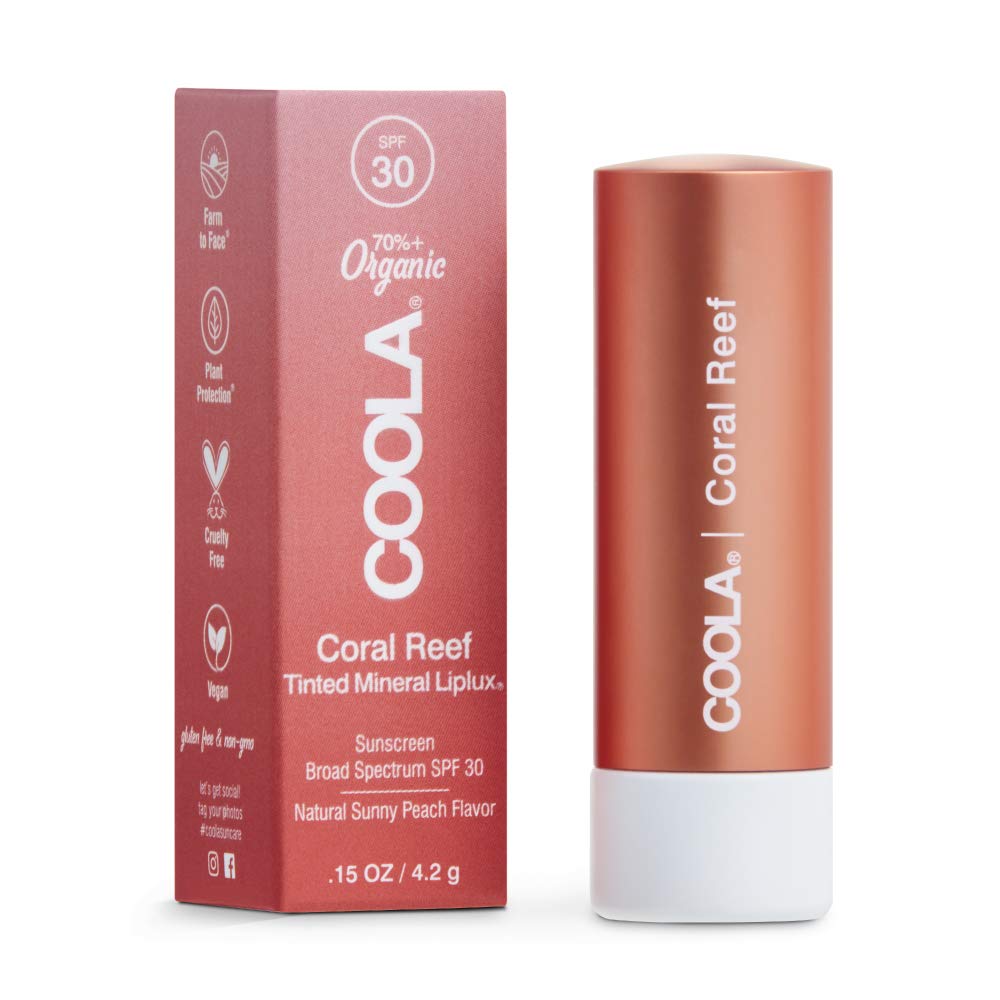 Farm
to Face®
Plant
Protection®
Cruelty
Free
Vegan
gluten free & non-gmo
let's get social!
tag your photos
#coolasuncare
SPF
30
70%+
Organic
COOLA®
Coral Reef
Tinted Mineral Liplux®
Sunscreen
Broad Spectrum SPF 30
Natural Sunny Peach Flavor
.15 OZ / 4.2 g
COOLA® | Coral Reef